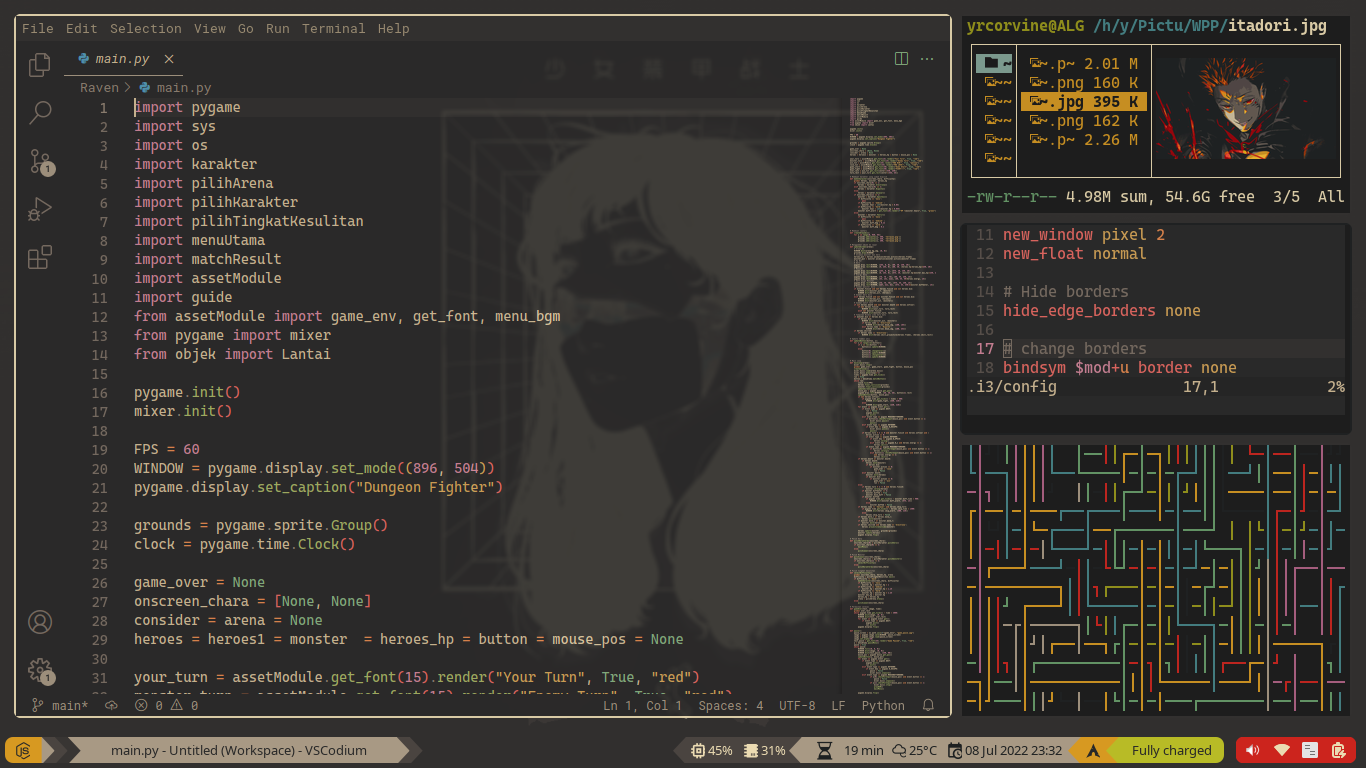 File Edit Selection View Go Run Terminal Help
main.py
Raven > main.py
1 import pygame
2 import sys
3 import os
4 import karakter
5 import pilihArena
6 import pilihKarakter
7 import pilihTingkatKesulitan
8 import menuUtama
9 import matchResult
10 import assetModule
11 import guide
12 from assetModule import game_env, get_font, menu_bgm
13 from pygame import mixer
14 from objek import Lantai
15
16 pygame.init()
17 mixer.init()
18
19 FPS = 60
20 WINDOW = pygame.display.set_mode((896, 504))
21 pygame.display.set_caption("Dungeon Fighter")
22
23 grounds = pygame.sprite.Group()
24 clock = pygame.time.Clock()
25
26 game_over = None
27 onscreen_chara = [None, None]
28 consider = arena = None
29 heroes = heroes1 = monster  = heroes_hp = button = mouse_pos = None
30
31 your_turn = assetModule.get_font(15).render("Your Turn", True, "red")
main* 0 0 Ln 1, Col 1 Spaces: 4 UTF-8 LF Python
1
1
yrcorvine@ALG /h/y/Pictu/WPP/itadori.jpg
~ ~.p~ 2.01 M
~~ ~.png 160 K
~~ ~.jpg 395 K
~~ ~.png 162 K
~~ ~.p~ 2.26 M
~~
-rw-r--r-- 4.98M sum, 54.6G free 3/5 All
11 new_window pixel 2
12 new_float normal
13
14 # Hide borders
15 hide_edge_borders none
16
17 # change borders
18 bindsym $mod+u border none
.i3/config 17,1 2%
main.py - Untitled (Workspace) - VSCodium 45% 31% 19 min 25°C 08 Jul 2022 23:32 Fully charged